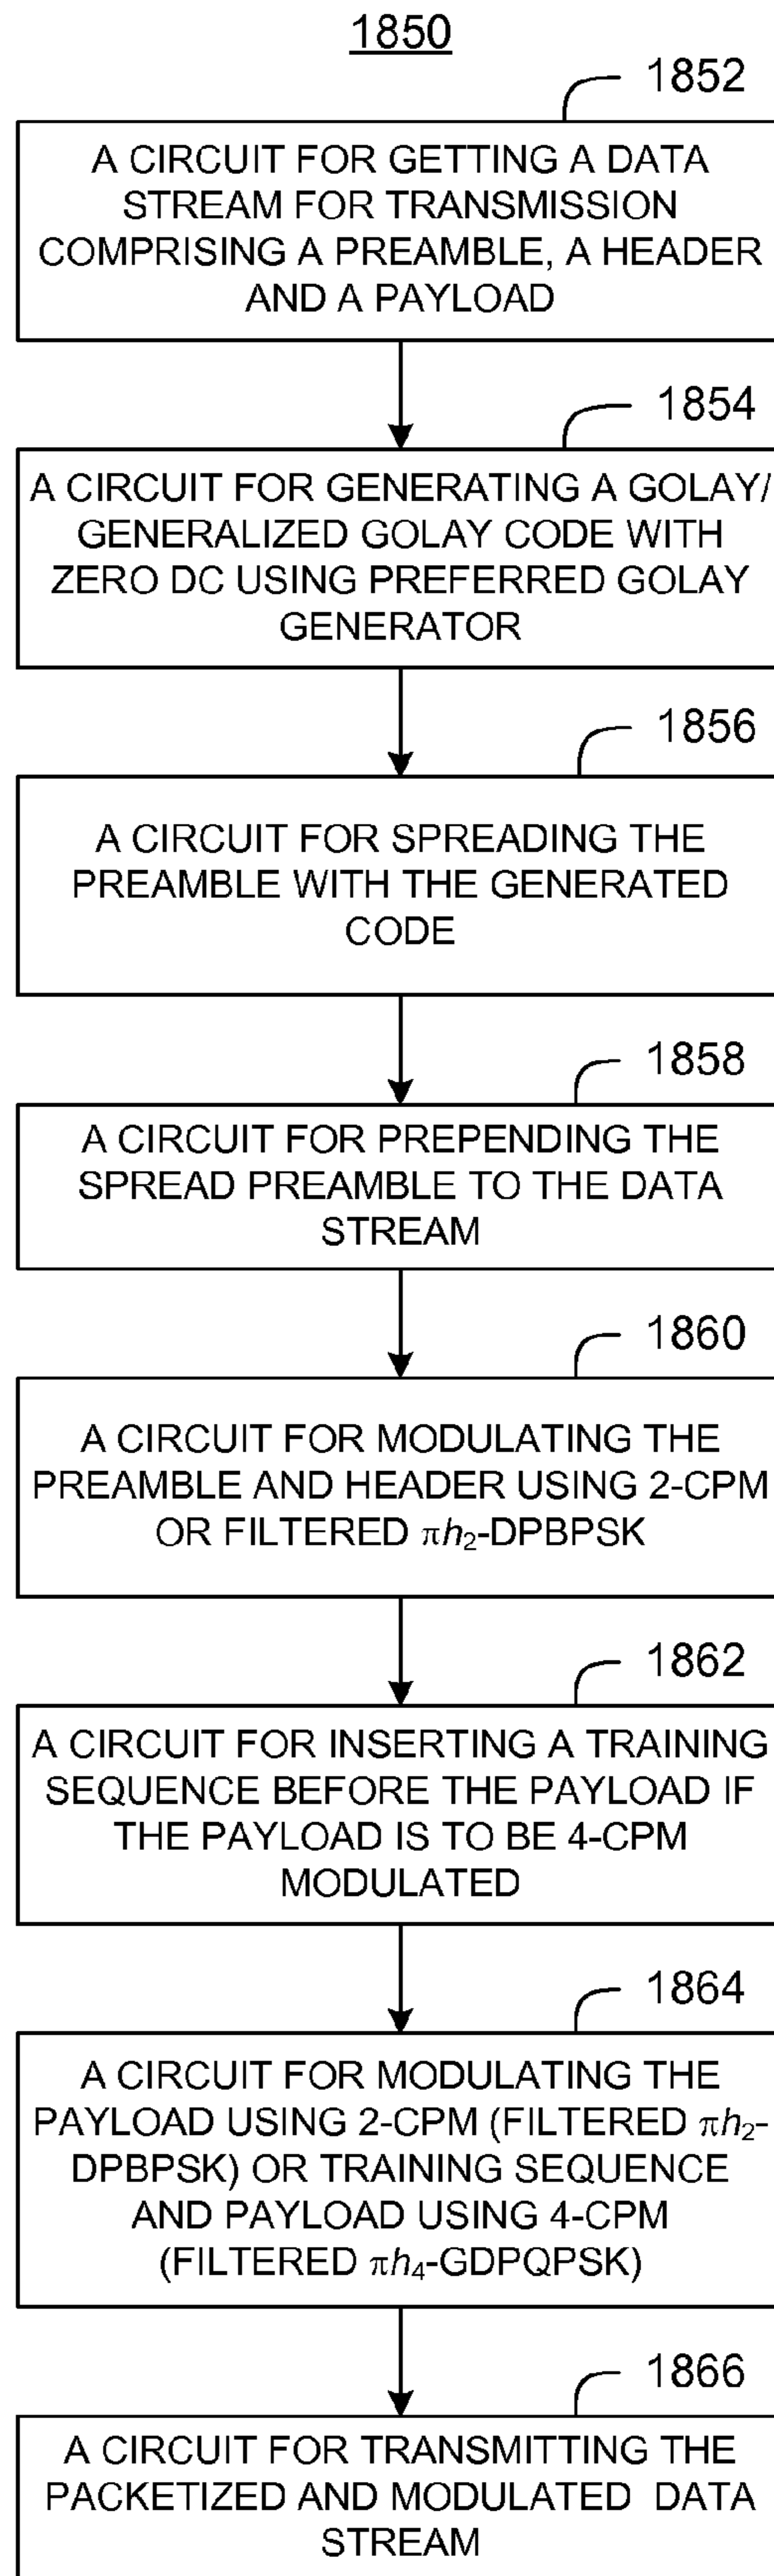 1850
1852
A CIRCUIT FOR GETTING A DATA
STREAM FOR TRANSMISSION
COMPRISING A PREAMBLE, A HEADER
AND A PAYLOAD
1854
A CIRCUIT FOR GENERATING A GOLAY/
GENERALIZED GOLAY CODE WITH
ZERO DC USING PREFERRED GOLAY
GENERATOR
1856
A CIRCUIT FOR SPREADING THE
PREAMBLE WITH THE GENERATED
CODE
1858
A CIRCUIT FOR PREPENDING THE
SPREAD PREAMBLE TO THE DATA
STREAM
1860
A CIRCUIT FOR MODULATING THE
PREAMBLE AND HEADER USING 2-CPM
OR FILTERED πh₂-DPBPSK
1862
A CIRCUIT FOR INSERTING A TRAINING
SEQUENCE BEFORE THE PAYLOAD IF
THE PAYLOAD IS TO BE 4-CPM
MODULATED
1864
A CIRCUIT FOR MODULATING THE
PAYLOAD USING 2-CPM (FILTERED πh₂-
DPBPSK) OR TRAINING SEQUENCE
AND PAYLOAD USING 4-CPM
(FILTERED πh₄-GDPQPSK)
1866
A CIRCUIT FOR TRANSMITTING THE
PACKETIZED AND MODULATED DATA
STREAM